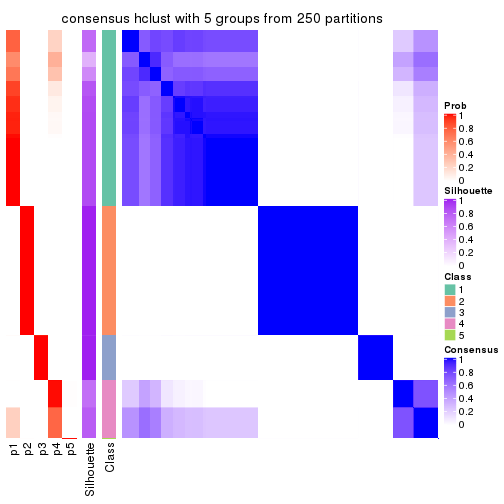 consensus hclust with 5 groups from 250 partitions
Prob
1
0.8
0.6
0.4
0.2
0
Silhouette
1
0.8
0.6
0.4
0.2
0
Class
1
2
3
4
5
Consensus
1
0.8
0.6
0.4
0.2
0
p1
p2
p3
p4
p5
Silhouette
Class